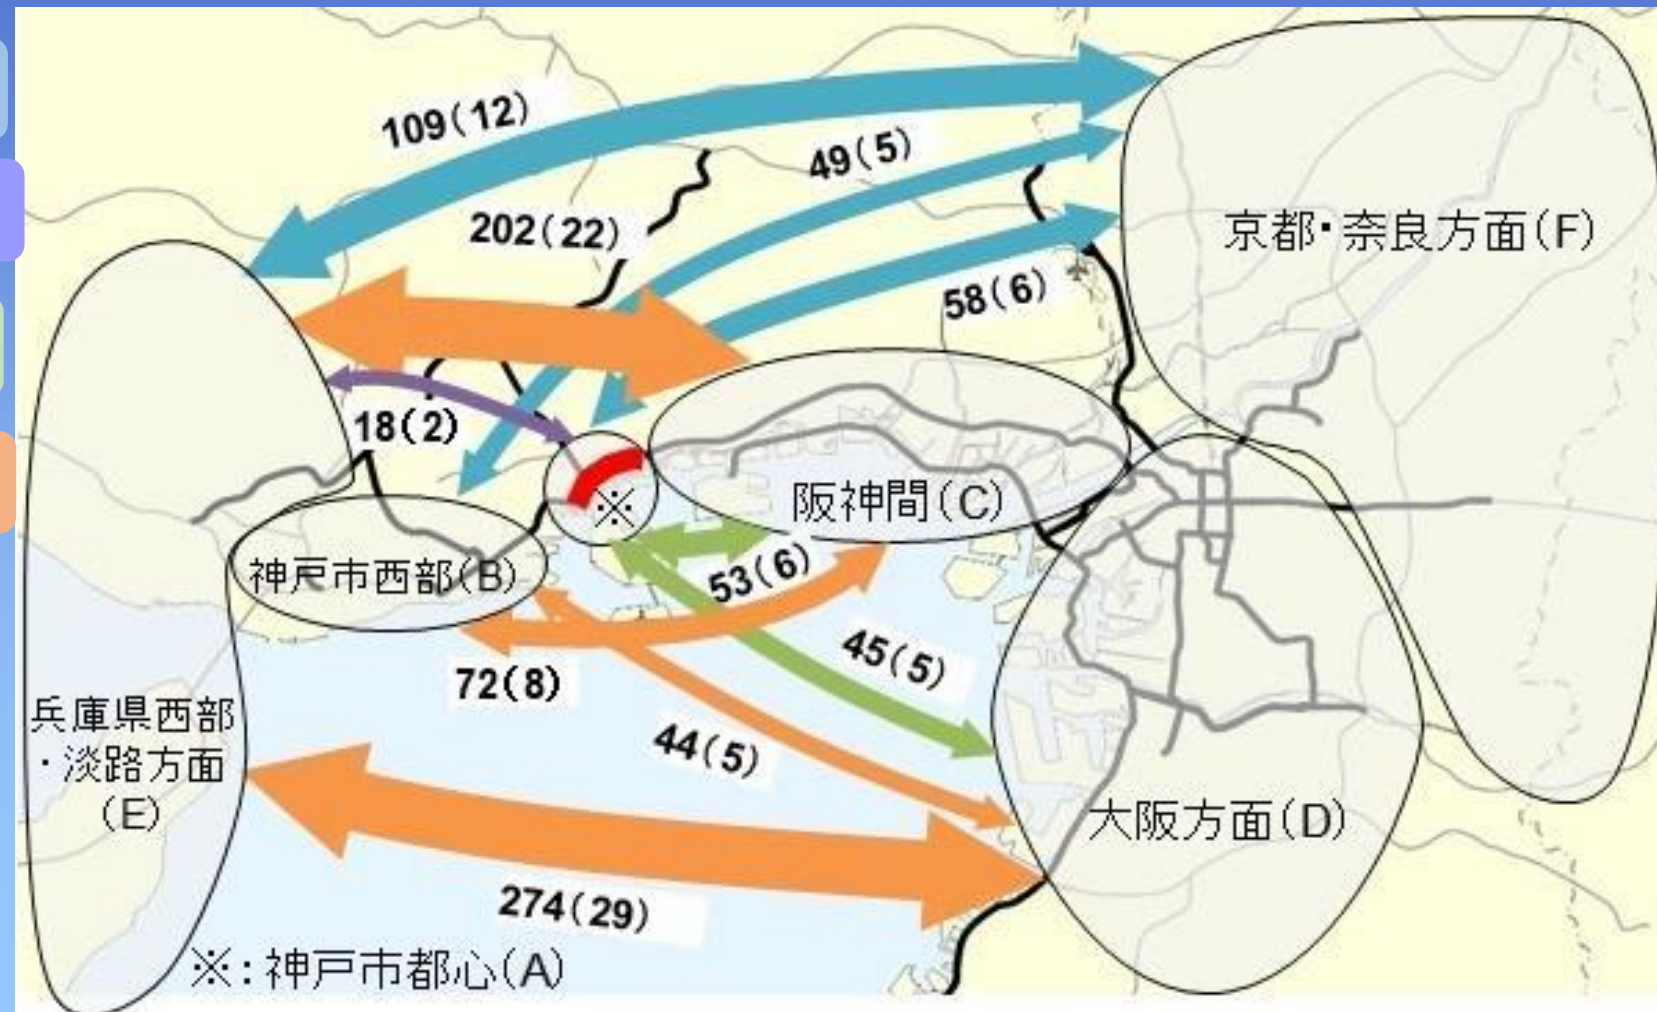 109(12)
49(5)
202(22)
京都・奈良方面(F)
58(6)
18(2)
※
阪神間(C)
神戸市西部(B)
53(6)
45(5)
72(8)
44(5)
兵庫県西部
・淡路方面
(E)
大阪方面(D)
274(29)
※:神戸市都心(A)